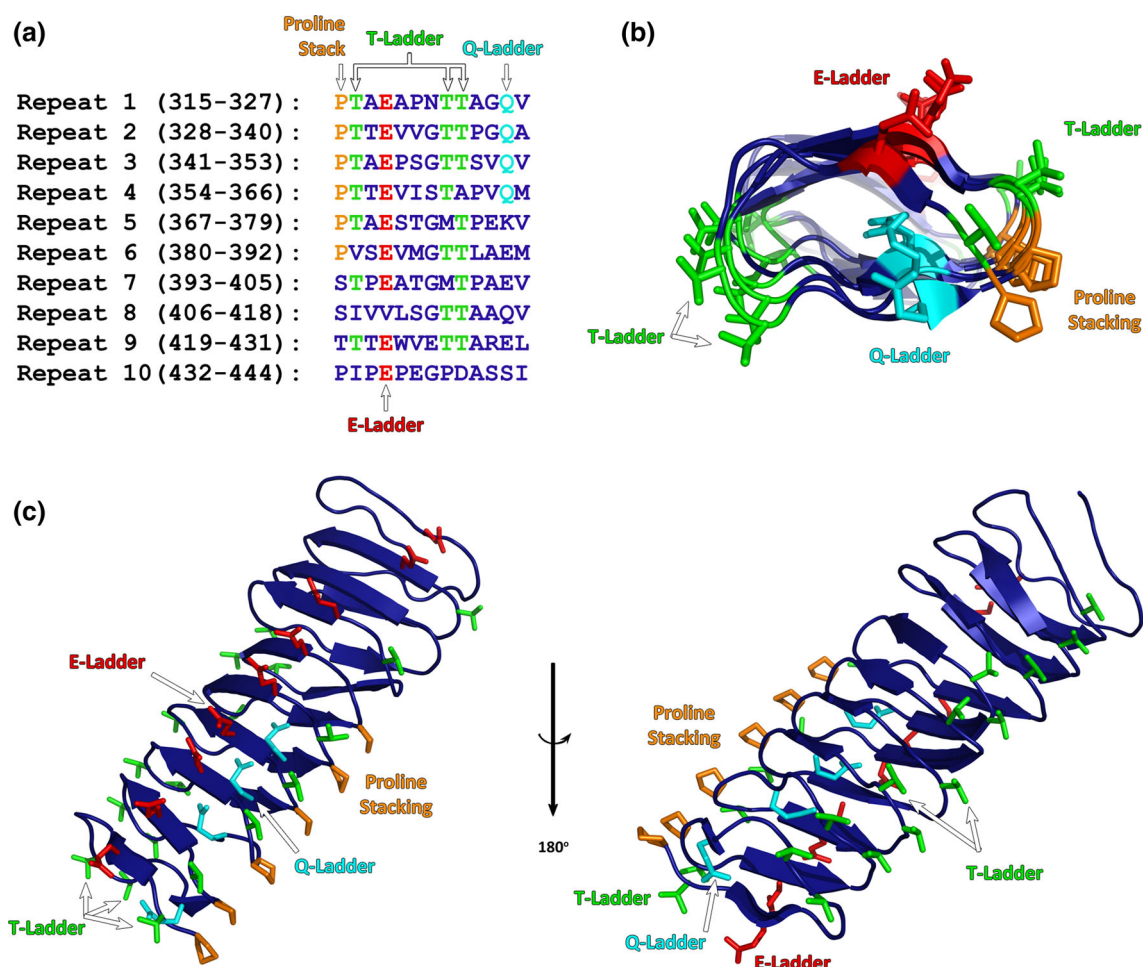 (a)
Proline
Stack
T-Ladder
Q-Ladder
Repeat 1 (315-327): PTAEAPNTTAGQV
Repeat 2 (328-340): PTTEVVGTTPGQA
Repeat 3 (341-353): PTAEPSGTTSVQV
Repeat 4 (354-366): PTTEVISTAPVQM
Repeat 5 (367-379): PTAESTGMTPEKV
Repeat 6 (380-392): PVSEVMGTTLAEM
Repeat 7 (393-405): STPEATGMTPAEV
Repeat 8 (406-418): SIVVLSGTTAAQV
Repeat 9 (419-431): TTTEWVETTAREL
Repeat 10(432-444): PIPEPEGPDASSI
E-Ladder
(b)
E-Ladder
T-Ladder
T-Ladder
Q-Ladder
Proline
Stacking
(c)
E-Ladder
Proline
Stacking
Q-Ladder
T-Ladder
180°
Proline
Stacking
T-Ladder
T-Ladder
Q-Ladder
E-Ladder